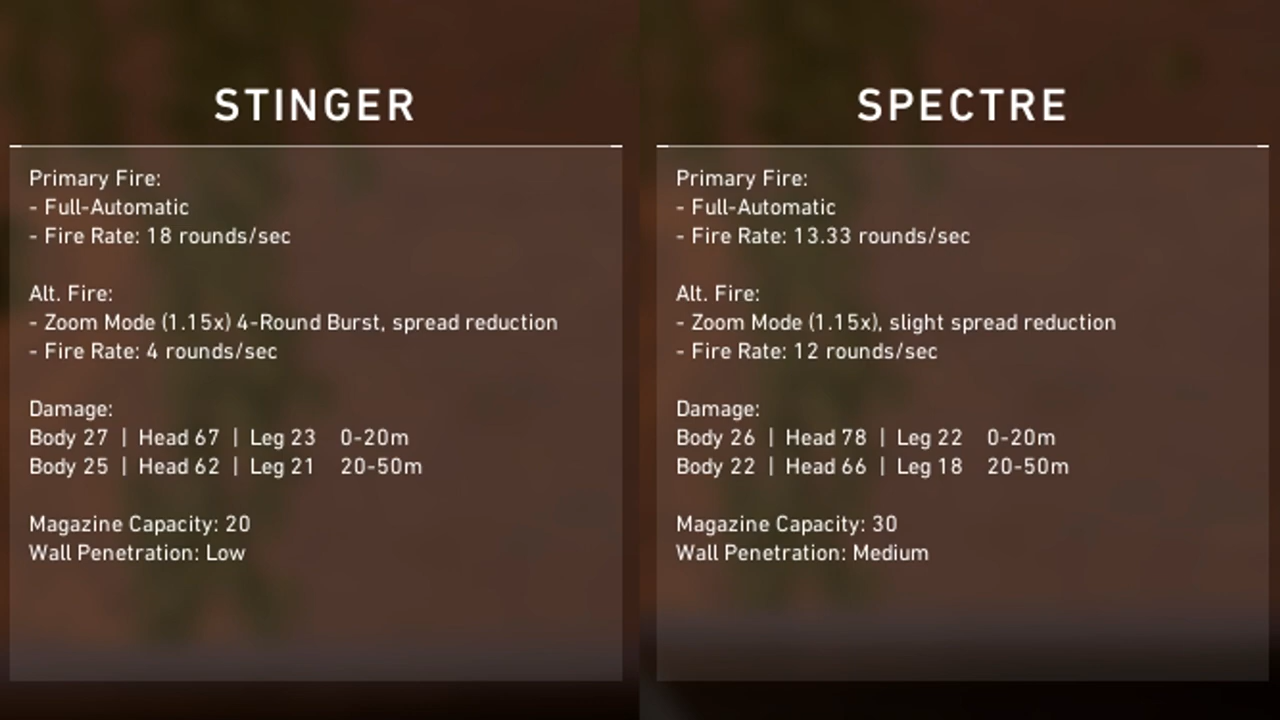 STINGER
Primary Fire:
- Full-Automatic
- Fire Rate: 18 rounds/sec
Alt. Fire:
- Zoom Mode (1.15x) 4-Round Burst, spread reduction
- Fire Rate: 4 rounds/sec
Damage:
Body 27 | Head 67 | Leg 23 0-20m
Body 25 | Head 62 | Leg 21 20-50m
Magazine Capacity: 20
Wall Penetration: Low
SPECTRE
Primary Fire:
- Full-Automatic
- Fire Rate: 13.33 rounds/sec
Alt. Fire:
- Zoom Mode (1.15x), slight spread reduction
- Fire Rate: 12 rounds/sec
Damage:
Body 26 | Head 78 | Leg 22 0-20m
Body 22 | Head 66 | Leg 18 20-50m
Magazine Capacity: 30
Wall Penetration: Medium